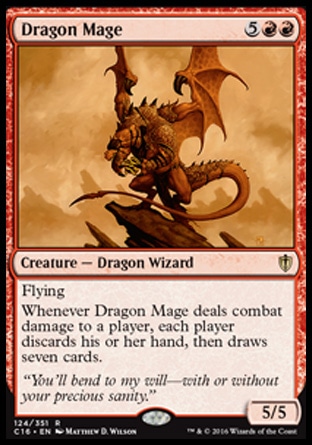 Dragon Mage 5
Creature — Dragon Wizard
Flying
Whenever Dragon Mage deals combat
damage to a player, each player
discards his or her hand, then draws
seven cards.
“You’ll bend to my will—with or without
your precious sanity.”
5/5
124/351 R
C16 • EN Matthew D. Wilson
™ & © 2016 Wizards of the Coast